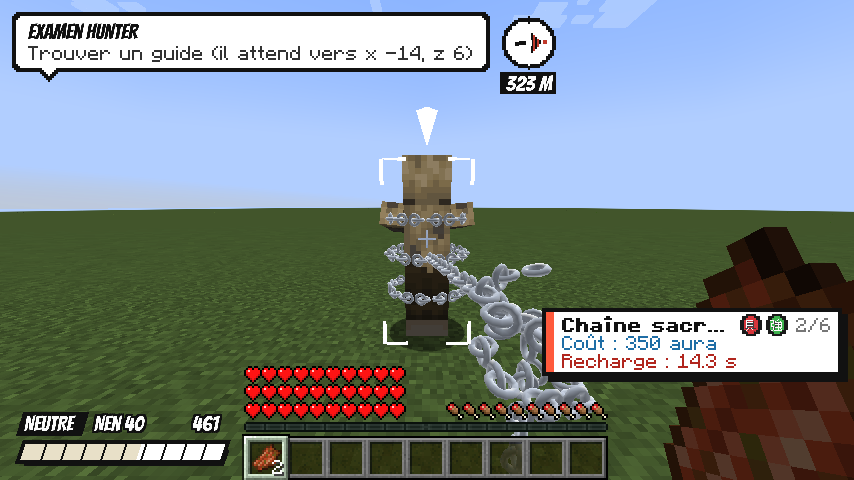 EXAMEN HUNTER
Trouver un guide (il attend vers x -14, z 6)
323 M
Chaîne sacr... 2/6
Coût : 350 aura
Recharge : 14.3 s
NEUTRE NEN 40 461
2